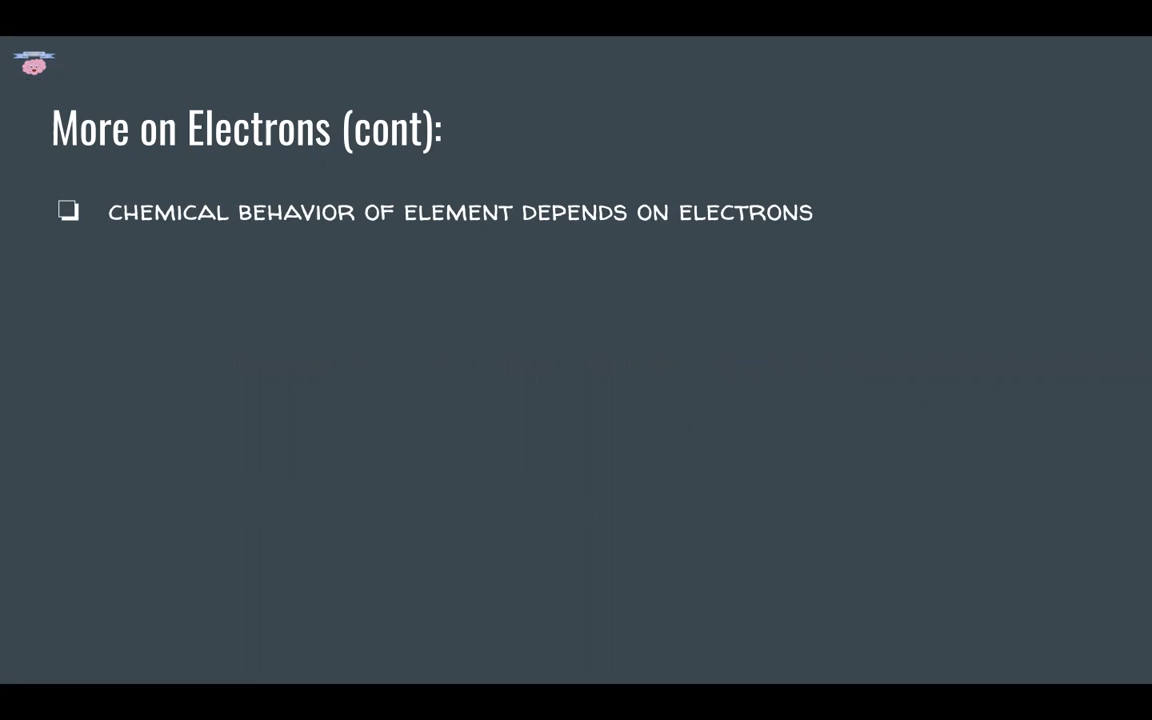 More on Electrons (cont):
❏ CHEMICAL BEHAVIOR OF ELEMENT DEPENDS ON ELECTRONS